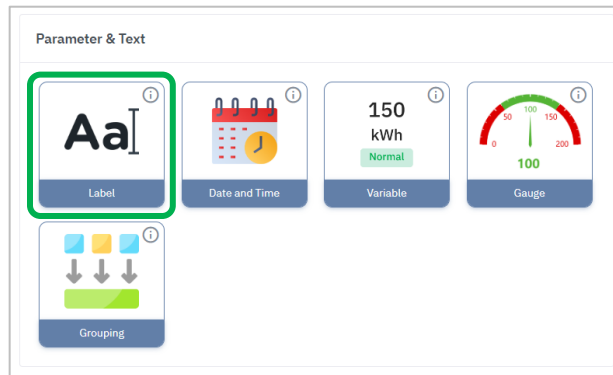 Parameter & Text
Aa
Label
Date and Time
150
kWh
Normal
Variable
0
50
100
150
200
100
Gauge
Grouping